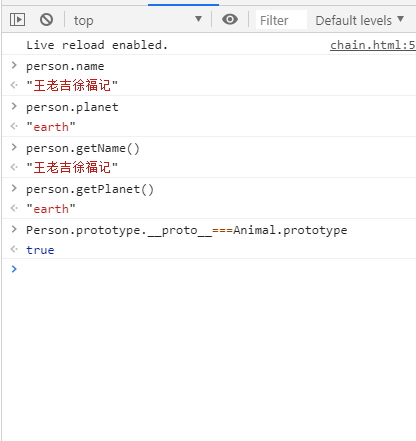 top
Filter
Default levels
Live reload enabled.
chain.html:5
person.name
"王老吉徐福记"
person.planet
"earth"
person.getName()
"王老吉徐福记"
person.getPlanet()
"earth"
Person.prototype.__proto__===Animal.prototype
true